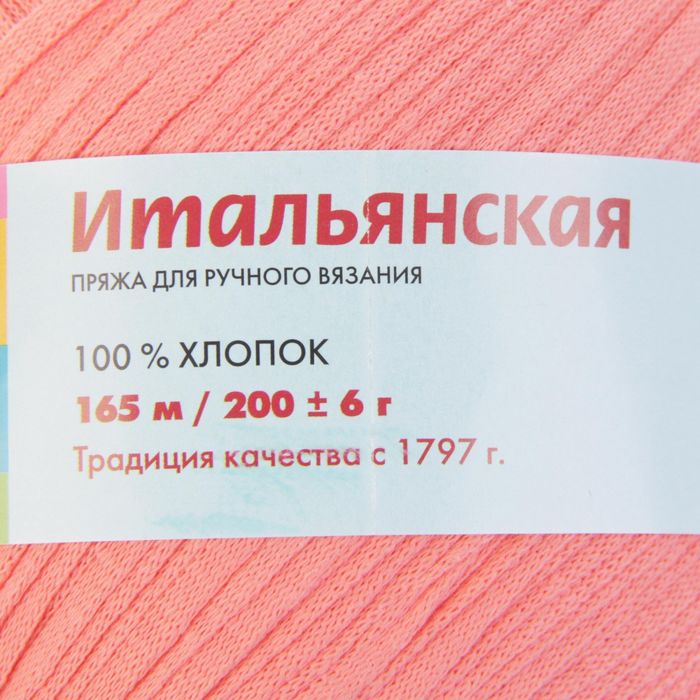 Итальянская
ПРЯЖА ДЛЯ РУЧНОГО ВЯЗАНИЯ
100 % ХЛОПОК
165 м / 200 ± 6 г
Традиция качества с 1797 г.